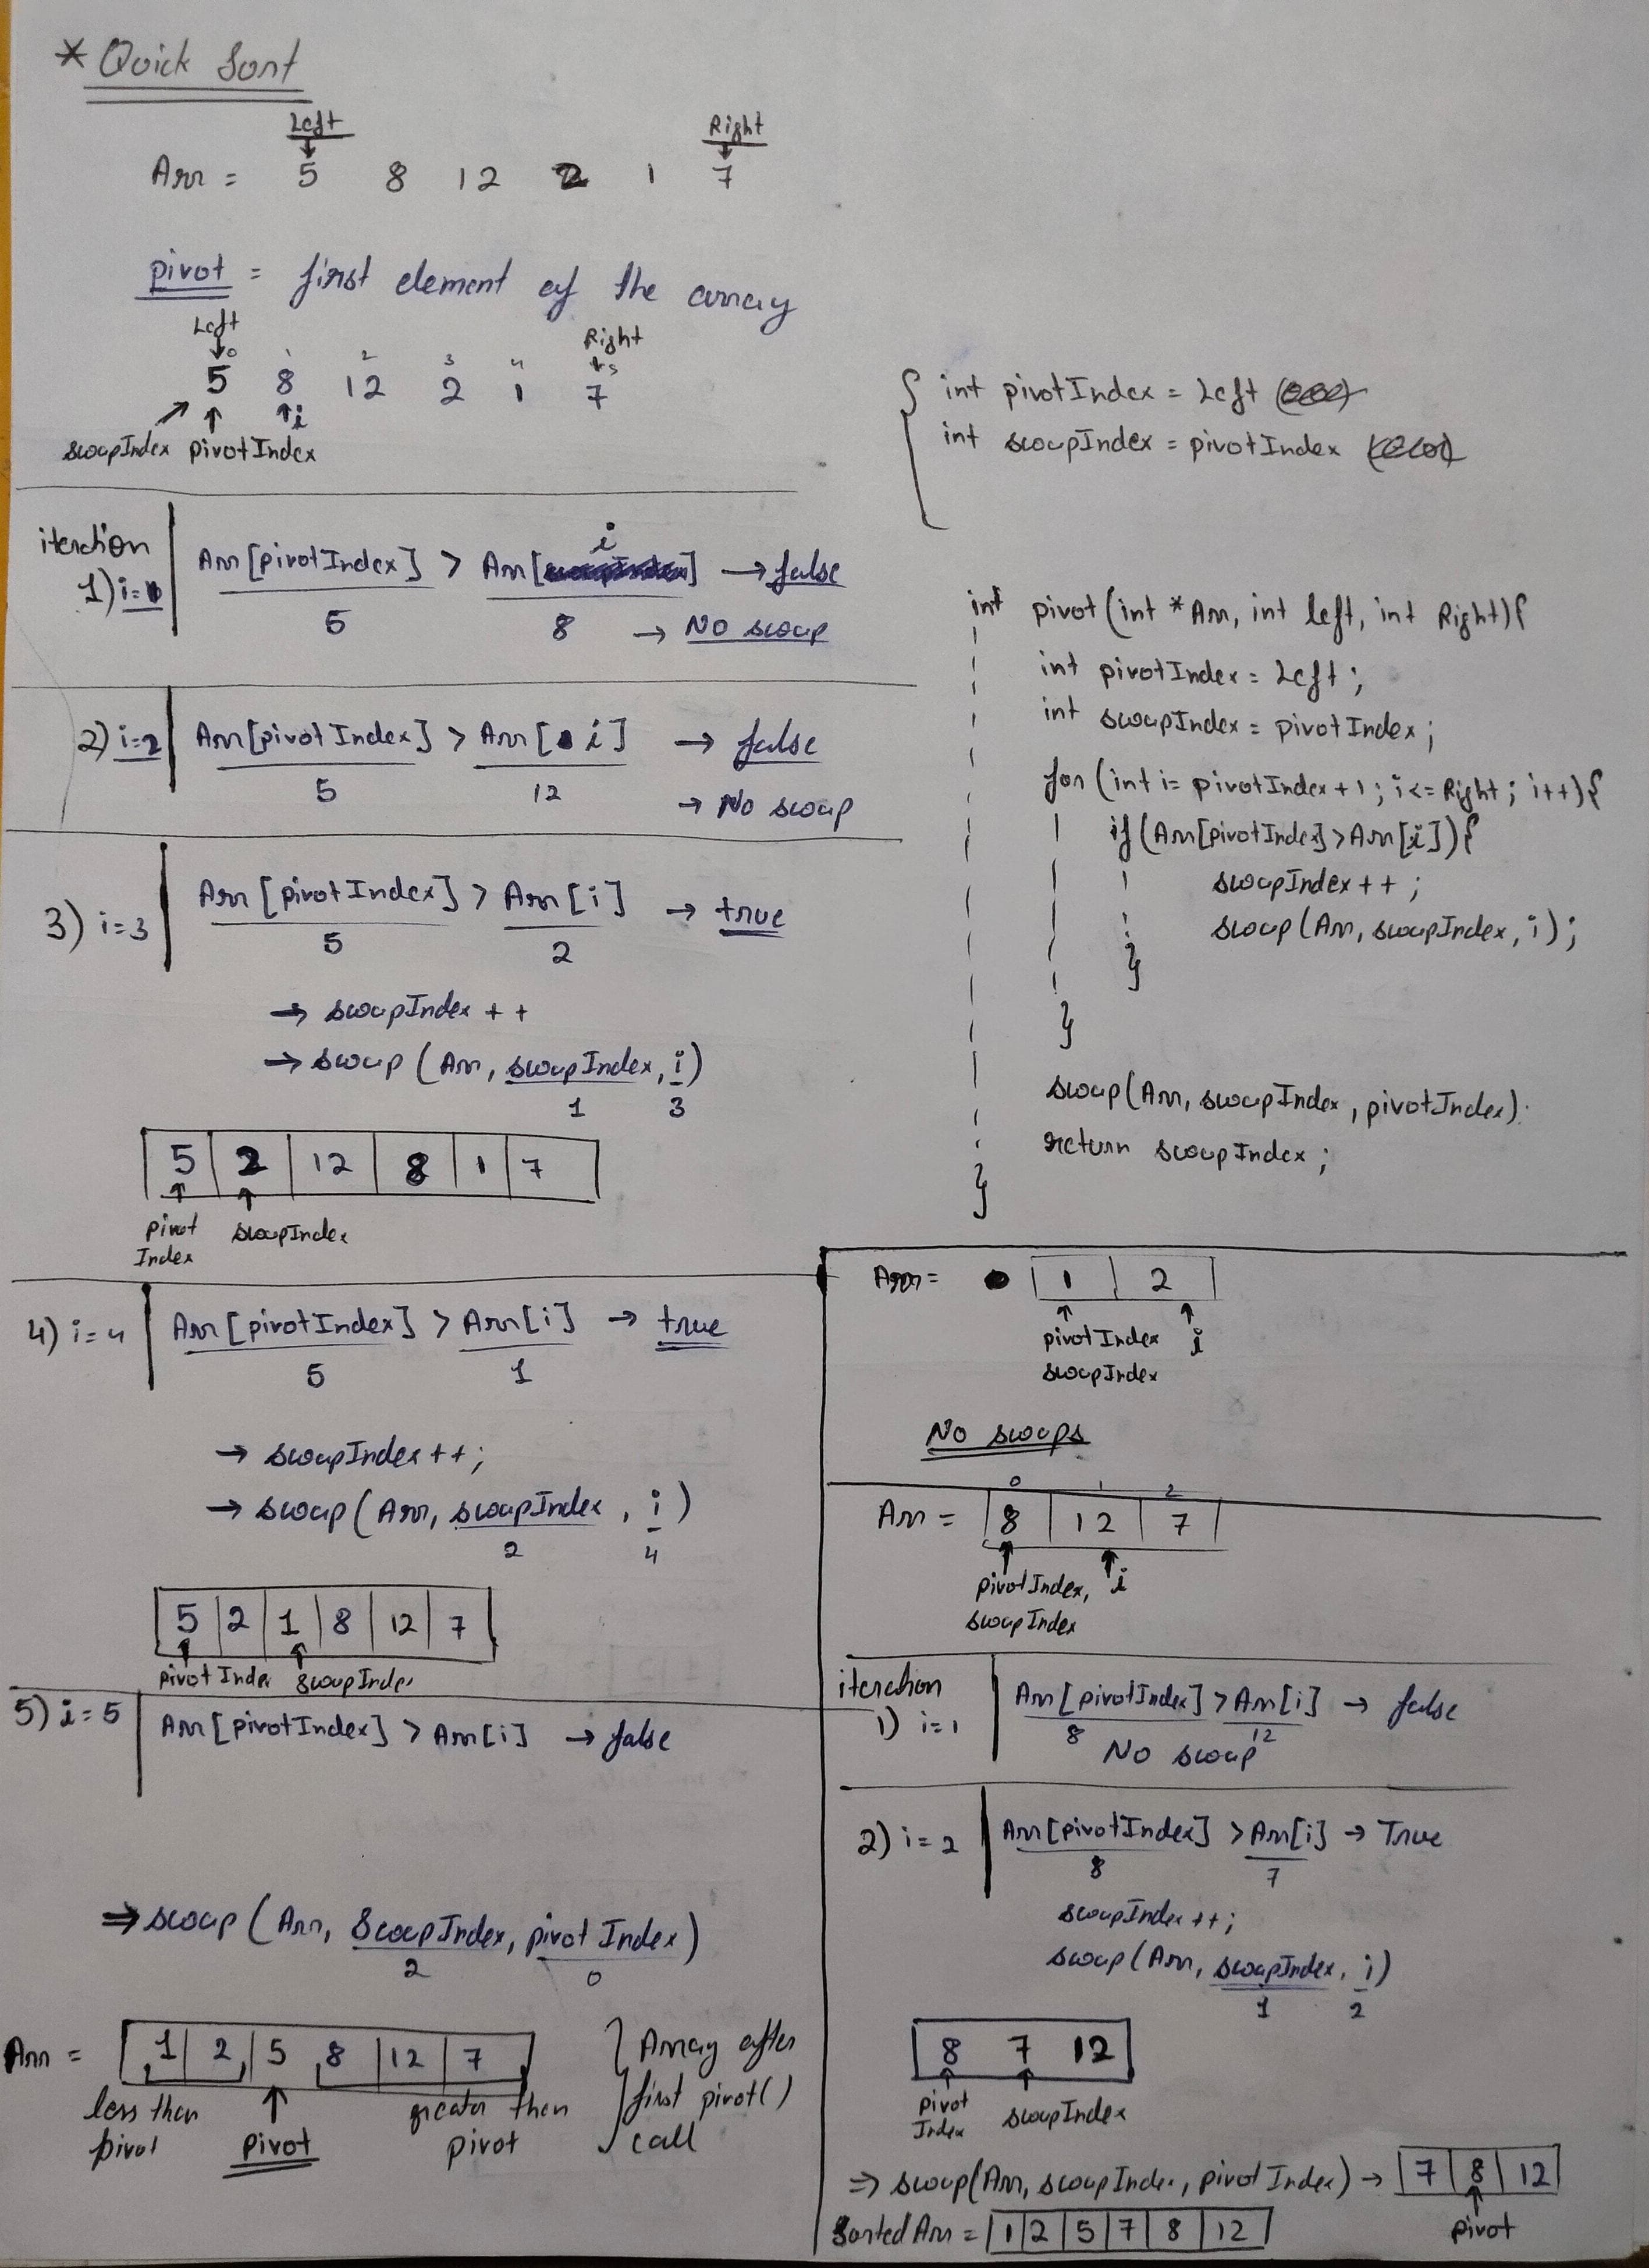 * Quick Sort
Left Right
Arr = 5 8 12 2 1 7
pivot = first element of the array
Left Right
0 1 2 3 4 5
5 8 12 2 1 7
i
swapIndex pivotIndex
iteration
1) i=1
i
Arr[pivotIndex] > Arr[swapIndex] → false
5 8 → No swap
2) i=2 Arr[pivotIndex] > Arr[i] → false
5 12 → No swap
3) i=3 Arr[pivotIndex] > Arr[i] → true
5 2
→ swapIndex++
→ swap (Arr, swapIndex, i)
1 3
5 2 12 8 1 7
pivot Index swapIndex
4) i=4 Arr[pivotIndex] > Arr[i] → true
5 1
→ swapIndex++;
→ swap (Arr, swapIndex, i)
2 4
5 2 1 8 12 7
pivotIndex swapIndex
5) i=5 Arr[pivotIndex] > Arr[i] → false
⇒ swap (Arr, SwapIndex, pivotIndex)
2 0
Arr = 1 2 5 8 12 7
less then pivot
pivot
greater then pivot
Array after
first pivot()
call
{ int pivotIndex = Left
int swapIndex = pivotIndex
int pivot(int *Arr, int left, int Right){
int pivotIndex = Left;
int swapIndex = pivotIndex;
for (int i= pivotIndex+1; i<=Right; i++){
if(Arr[pivotIndex]>Arr[i]){
swapIndex++;
swap(Arr, swapIndex, i);
}
}
swap(Arr, swapIndex, pivotIndex);
return swapIndex;
}
Arr = 1 2
pivotIndex i
swapIndex
No swaps
0 1 2
Arr = 8 12 7
pivotIndex, i
swapIndex
iteration
1) i=1 Arr[pivotIndex] > Arr[i] → false
8 12
No swap
2) i=2 Arr[pivotIndex] > Arr[i] → True
8 7
swapIndex++;
swap(Arr, swapIndex, i)
1 2
8 7 12
pivot Index swapIndex
⇒ swap(Arr, swapIndex, pivotIndex) → 7 8 12
pivot
Sorted Arr = 1 2 5 7 8 12